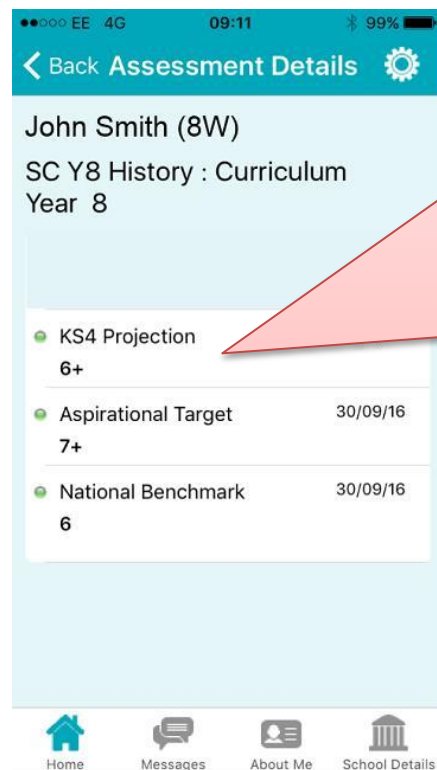 EE 4G 09:11 99%
Back Assessment Details
John Smith (8W)
SC Y8 History : Curriculum
Year 8
KS4 Projection
6+
Aspirational Target 30/09/16
7+
National Benchmark 30/09/16
6
Home Messages About Me School Details